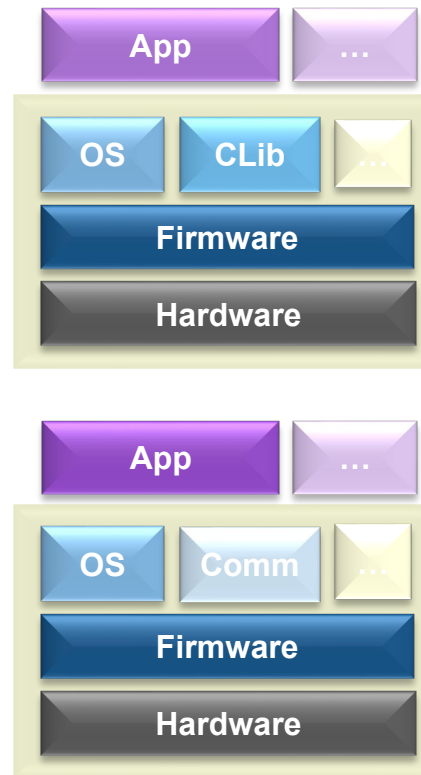 App ...
OS CLib ...
Firmware
Hardware
App ...
OS Comm ...
Firmware
Hardware